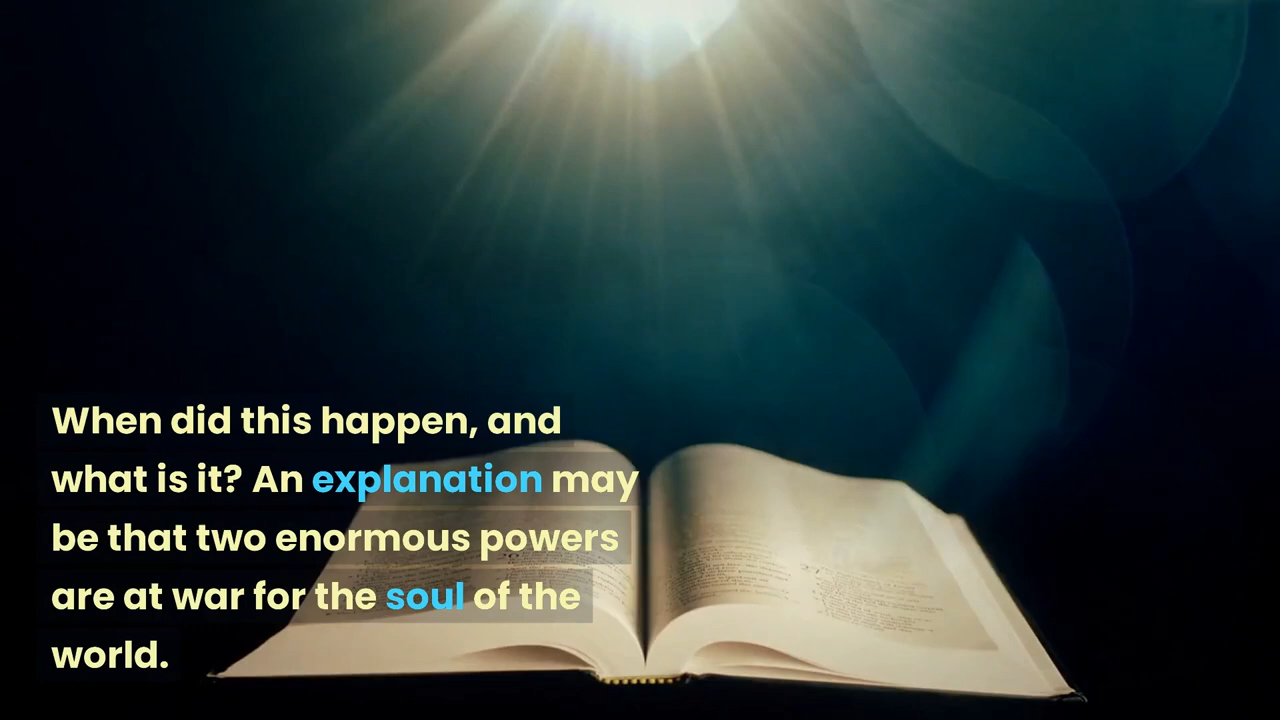 When did this happen, and
what is it? An explanation may
be that two enormous powers
are at war for the soul of the
world.